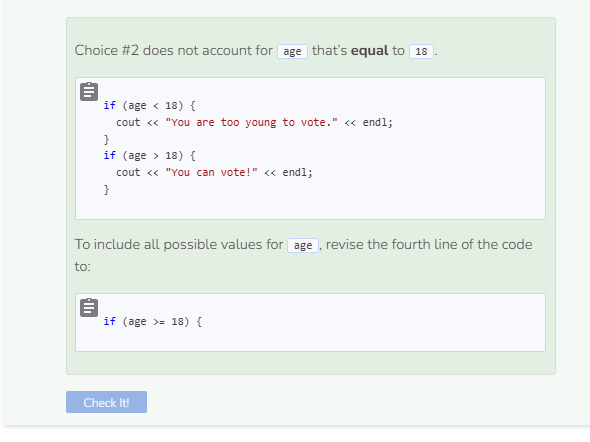 Choice #2 does not account for age that's equal to 18 .
if (age < 18) {
cout << "You are too young to vote." << endl;
}
if (age > 18) {
cout << "You can vote!" << endl;
}
To include all possible values for age , revise the fourth line of the code
to:
if (age >= 18) {
Check It!